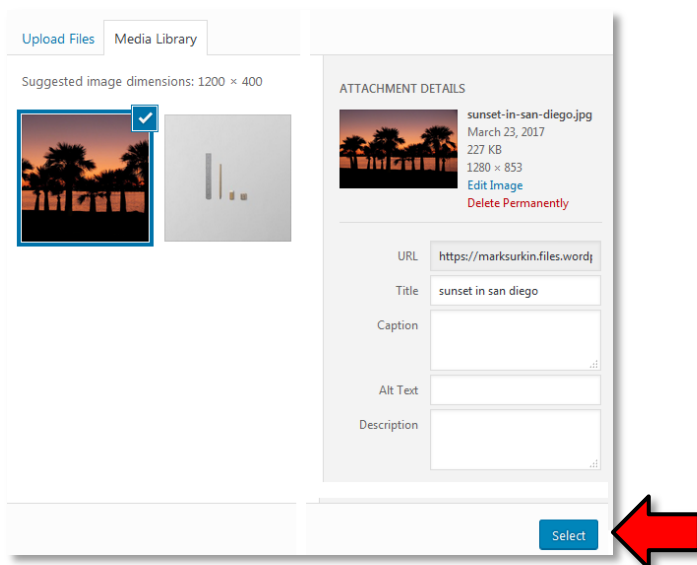 Upload Files Media Library
Suggested image dimensions: 1200 × 400
ATTACHMENT DETAILS
sunset-in-san-diego.jpg
March 23, 2017
227 KB
1280 × 853
Edit Image
Delete Permanently
URL https://marksurkin.files.wordp
Title sunset in san diego
Caption
Alt Text
Description
Select